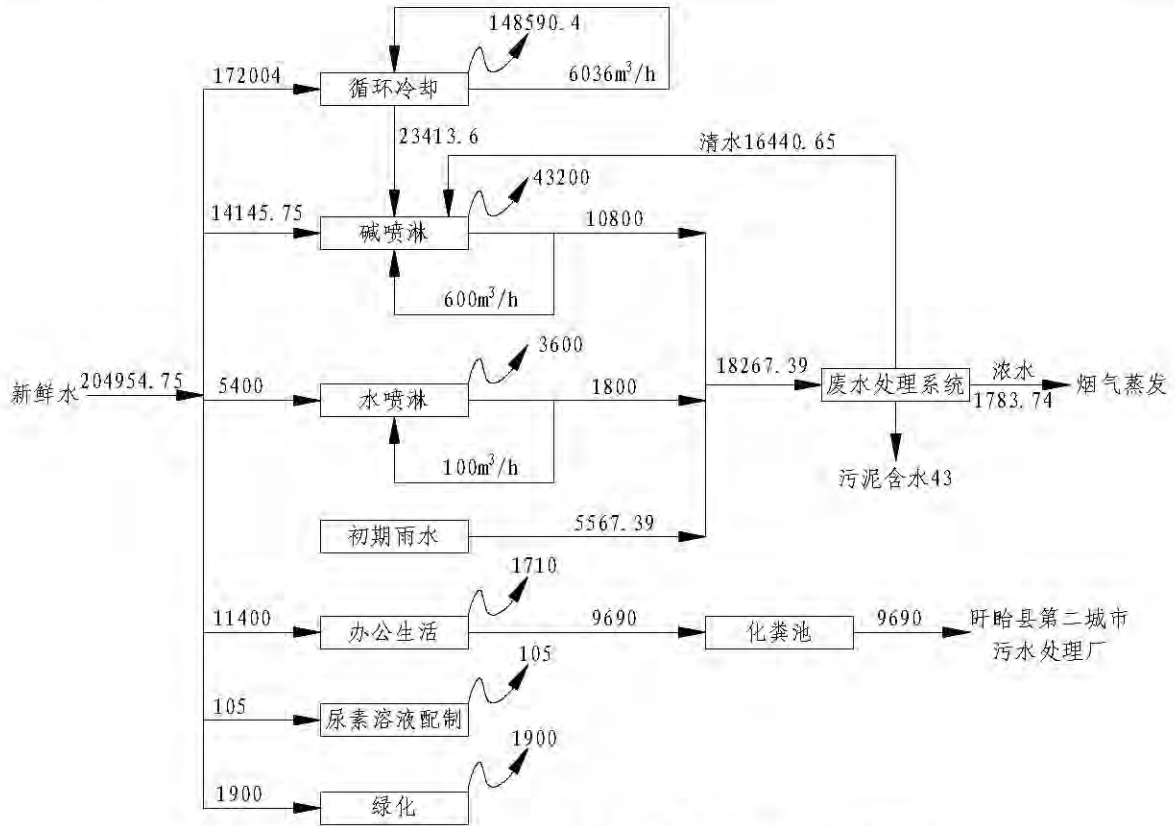 148590.4
172004
循环冷却
6036m³/h
23413.6
清水16440.65
43200
14145.75
碱喷淋
10800
600m³/h
3600
新鲜水
204954.75
5400
水喷淋
1800
18267.39
废水处理系统
浓水
1783.74
烟气蒸发
100m³/h
污泥含水43
初期雨水
5567.39
1710
11400
办公生活
9690
化粪池
9690
盱眙县第二城市
污水处理厂
105
105
尿素溶液配制
1900
1900
绿化